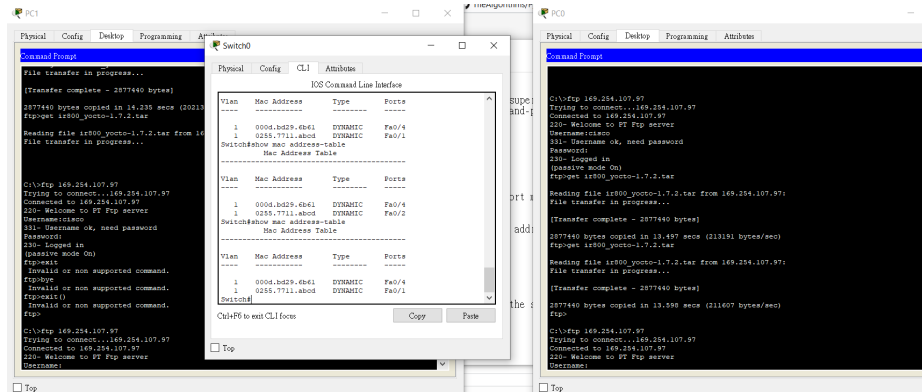 PC1
Physical Config Desktop Programming
Command Prompt
File transfer in progress...
[Transfer complete - 2877440 bytes]
2877440 bytes copied in 14.235 secs (20213
ftp>get ir800_yocto-1.7.2.tar
Reading file ir800_yocto-1.7.2.tar from 16
File transfer in progress...
C:\>ftp 169.254.107.97
Trying to connect...169.254.107.97
Connected to 169.254.107.97
220- Welcome to PT Ftp server
Username:cisco
331- Username ok, need password
Password:
230- Logged in
(passive mode On)
ftp>exit
Invalid or non supported command.
ftp>bye
Invalid or non supported command.
ftp>exit()
Invalid or non supported command.
ftp>
C:\>ftp 169.254.107.97
Trying to connect...169.254.107.97
Connected to 169.254.107.97
220- Welcome to PT Ftp server
Username:
Top
Switch0
Physical Config CLI Attributes
IOS Command Line Interface
Vlan Mac Address Type Ports
---- ----------- -------- -----
1 000d.bd29.6b61 DYNAMIC Fa0/4
1 0255.7711.abcd DYNAMIC Fa0/1
Switch#show mac address-table
Mac Address Table
-------------------------------------------
Vlan Mac Address Type Ports
---- ----------- -------- -----
1 000d.bd29.6b61 DYNAMIC Fa0/4
1 0255.7711.abcd DYNAMIC Fa0/2
Switch#show mac address-table
Mac Address Table
-------------------------------------------
Vlan Mac Address Type Ports
---- ----------- -------- -----
1 000d.bd29.6b61 DYNAMIC Fa0/4
1 0255.7711.abcd DYNAMIC Fa0/1
Switch#
Ctrl+F6 to exit CLI focus Copy Paste
Top
TheAlgorithms/
supe
and-p
ort m
addr
the s
PC0
Physical Config Desktop Programming Attributes
Command Prompt
C:\>ftp 169.254.107.97
Trying to connect...169.254.107.97
Connected to 169.254.107.97
220- Welcome to PT Ftp server
Username:cisco
331- Username ok, need password
Password:
230- Logged in
(passive mode On)
ftp>get ir800_yocto-1.7.2.tar
Reading file ir800_yocto-1.7.2.tar from 169.254.107.97:
File transfer in progress...
[Transfer complete - 2877440 bytes]
2877440 bytes copied in 13.497 secs (213191 bytes/sec)
ftp>get ir800_yocto-1.7.2.tar
Reading file ir800_yocto-1.7.2.tar from 169.254.107.97:
File transfer in progress...
[Transfer complete - 2877440 bytes]
2877440 bytes copied in 13.598 secs (211607 bytes/sec)
ftp>
C:\>ftp 169.254.107.97
Trying to connect...169.254.107.97
Connected to 169.254.107.97
220- Welcome to PT Ftp server
Username:
Top